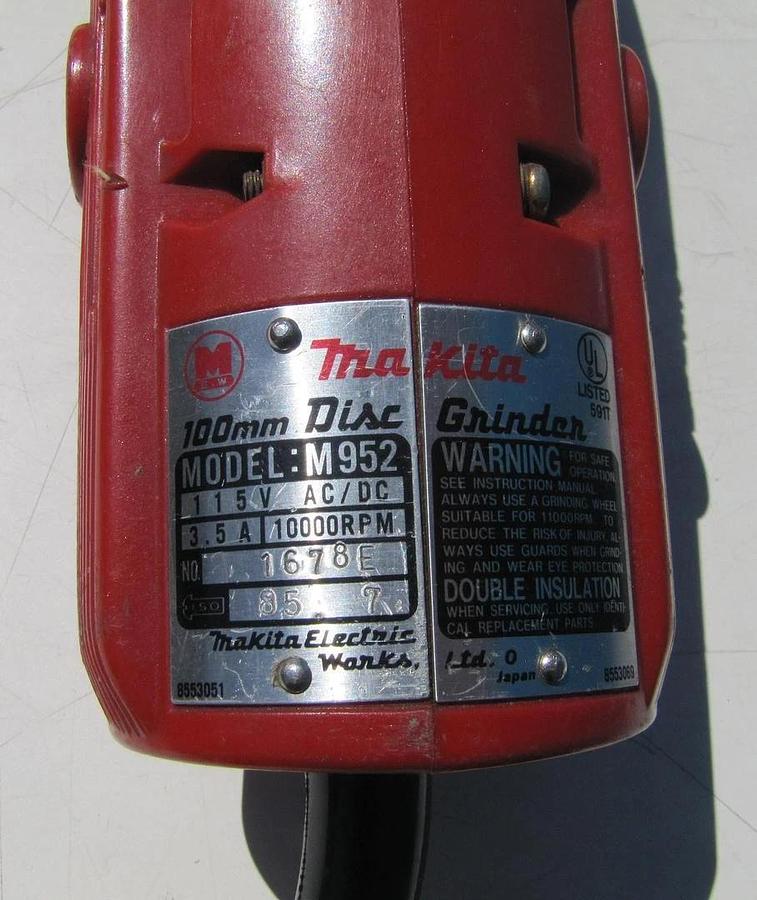 M
M.E.W.
Makita
UL
LISTED
591T
100mm Disc Grinder
MODEL: M952
115V AC/DC
3.5A 10000RPM
NO. 1678E
ISO 85 7
Makita Electric
Works, Ltd. O
Japan
8553051
WARNING FOR SAFE
OPERATION
SEE INSTRUCTION MANUAL.
ALWAYS USE A GRINDING WHEEL
SUITABLE FOR 11000RPM. TO
REDUCE THE RISK OF INJURY, AL-
WAYS USE GUARDS WHEN GRIND-
ING AND WEAR EYE PROTECTION
DOUBLE INSULATION
WHEN SERVICING, USE ONLY IDENTI-
CAL REPLACEMENT PARTS.
8553069